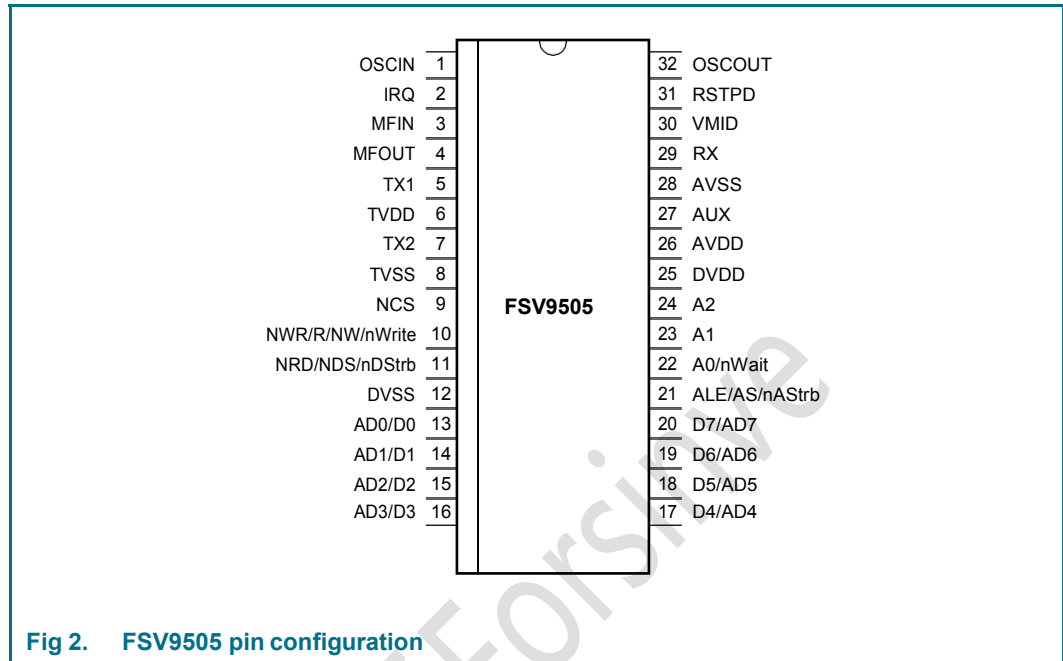 OSCIN 1 32 OSCOUT
IRQ 2 31 RSTPD
MFIN 3 30 VMID
MFOUT 4 29 RX
TX1 5 28 AVSS
TVDD 6 27 AUX
TX2 7 26 AVDD
TVSS 8 25 DVDD
NCS 9 FSV9505 24 A2
NWR/R/NW/nWrite 10 23 A1
NRD/NDS/nDStrb 11 22 A0/nWait
DVSS 12 21 ALE/AS/nAStrb
AD0/D0 13 20 D7/AD7
AD1/D1 14 19 D6/AD6
AD2/D2 15 18 D5/AD5
AD3/D3 16 17 D4/AD4
Forsinve
Fig 2. FSV9505 pin configuration